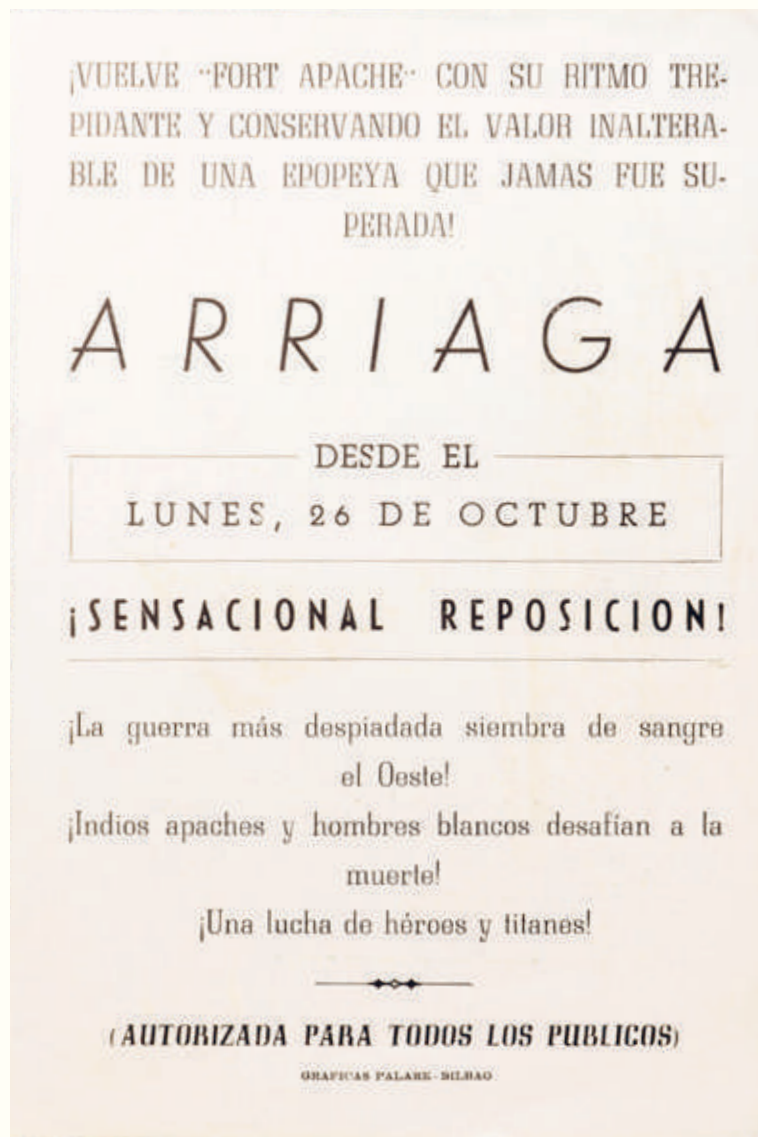 ¡VUELVE "FORT APACHE" CON SU RITMO TRE-
PIDANTE Y CONSERVANDO EL VALOR INALTERA-
BLE DE UNA EPOPEYA QUE JAMAS FUE SU-
PERADA!
ARRIAGA
DESDE EL
LUNES, 26 DE OCTUBRE
¡SENSACIONAL REPOSICION!
¡La guerra más despiadada siembra de sangre
el Oeste!
¡Indios apaches y hombres blancos desafían a la
muerte!
¡Una lucha de héroes y titanes!
(AUTORIZADA PARA TODOS LOS PUBLICOS)
GRAFICAS PALARK-BILBAO